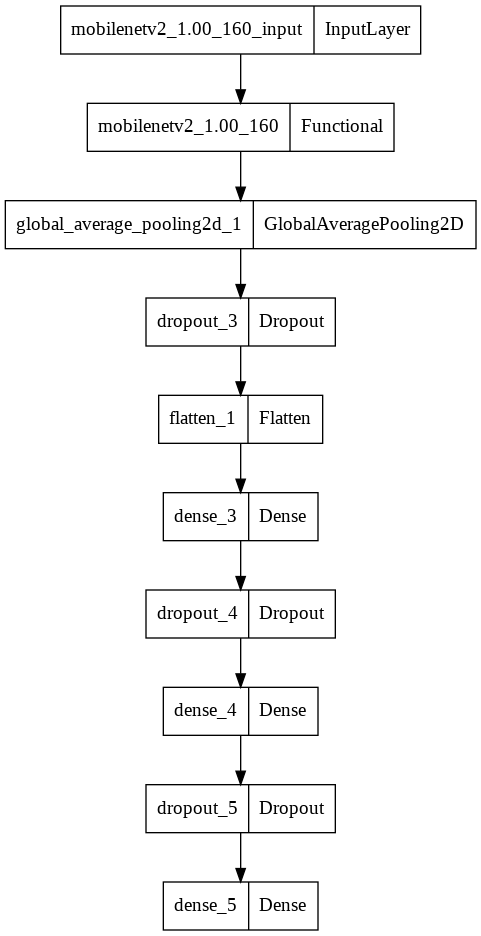 mobilenetv2_1.00_160_input InputLayer
mobilenetv2_1.00_160 Functional
global_average_pooling2d_1 GlobalAveragePooling2D
dropout_3 Dropout
flatten_1 Flatten
dense_3 Dense
dropout_4 Dropout
dense_4 Dense
dropout_5 Dropout
dense_5 Dense